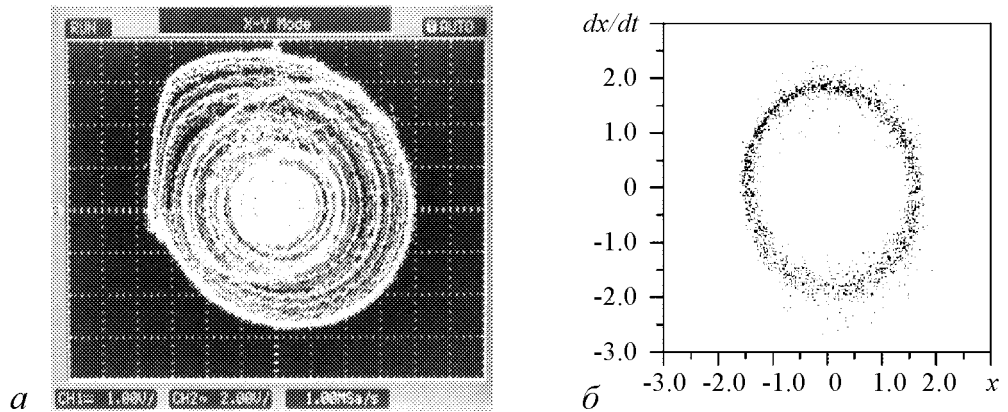 RUN X-Y Mode AUTO
CH1= 1.00V/ CH2= 2.00V/ 1.00MSa/s
а
dx/dt
2.0
1.0
0
-1.0
-2.0
-3.0
-3.0 -2.0 -1.0 0 1.0 2.0 x
б